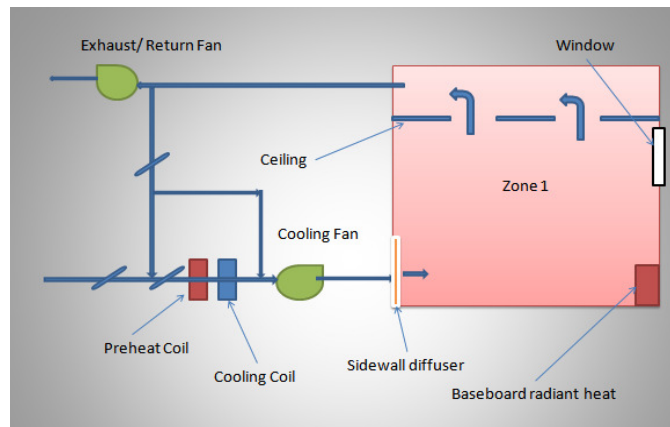 Exhaust/ Return Fan
Window
Ceiling
Zone 1
Cooling Fan
Preheat Coil
Cooling Coil
Sidewall diffuser
Baseboard radiant heat